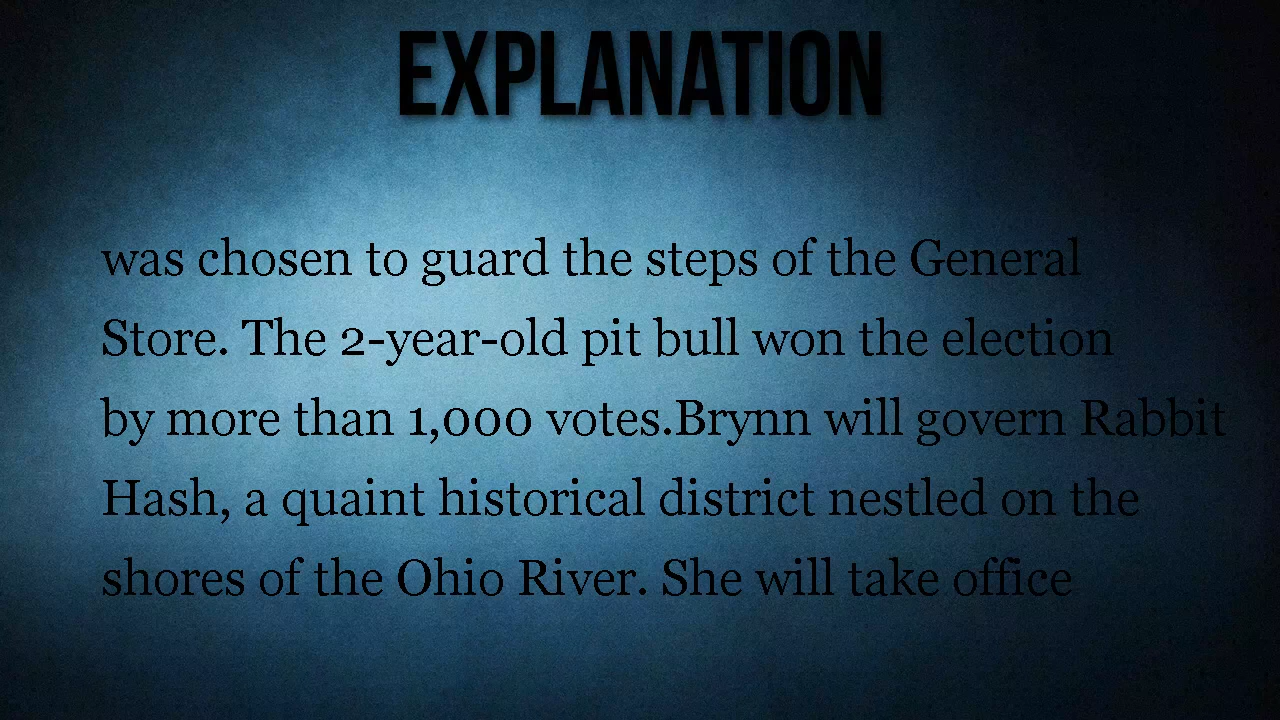 EXPLANATION
was chosen to guard the steps of the General
Store. The 2-year-old pit bull won the election
by more than 1,000 votes.Brynn will govern Rabbit
Hash, a quaint historical district nestled on the
shores of the Ohio River. She will take office